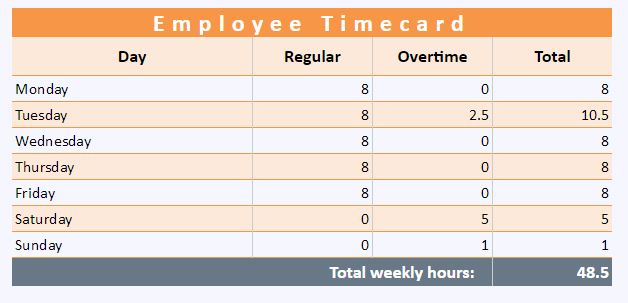 Employee Timecard
Day Regular Overtime Total
Monday 8 0 8
Tuesday 8 2.5 10.5
Wednesday 8 0 8
Thursday 8 0 8
Friday 8 0 8
Saturday 0 5 5
Sunday 0 1 1
Total weekly hours: 48.5